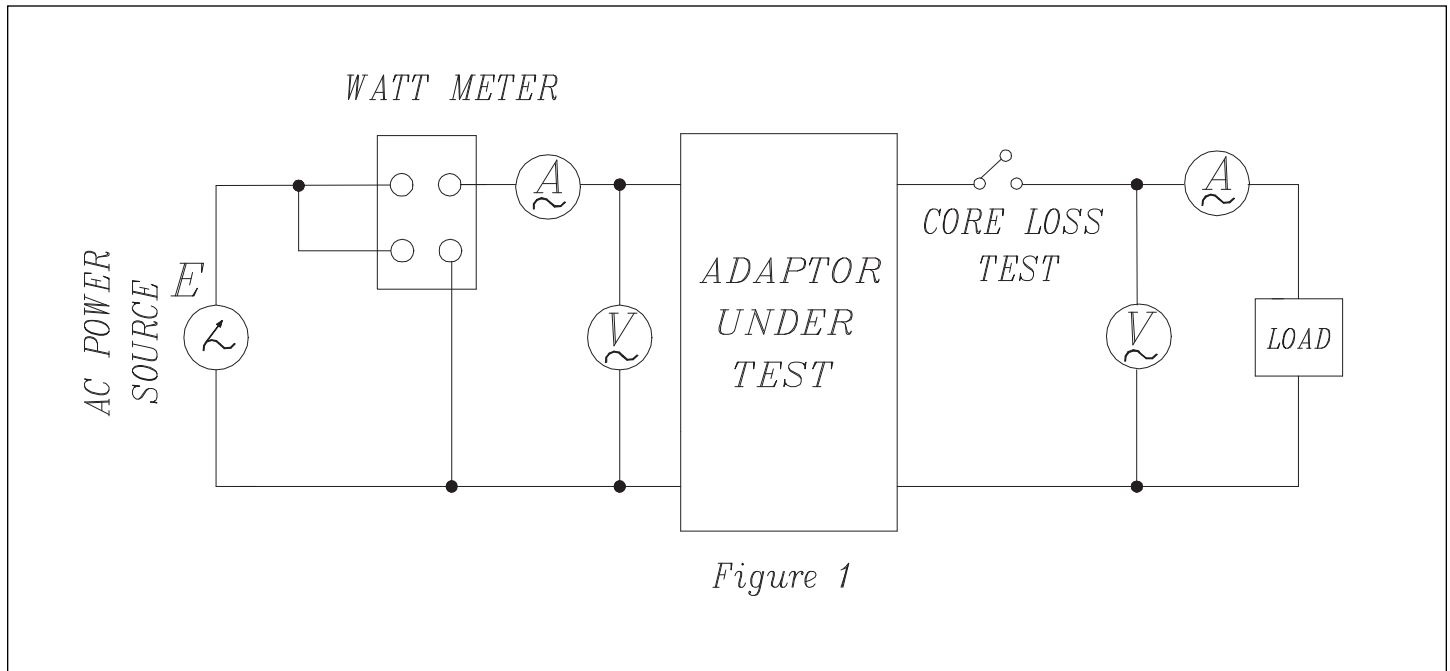 WATT METER
A
A
CORE LOSS
TEST
AC POWER
SOURCE
E
ADAPTOR
UNDER
TEST
V
V
LOAD
Figure 1